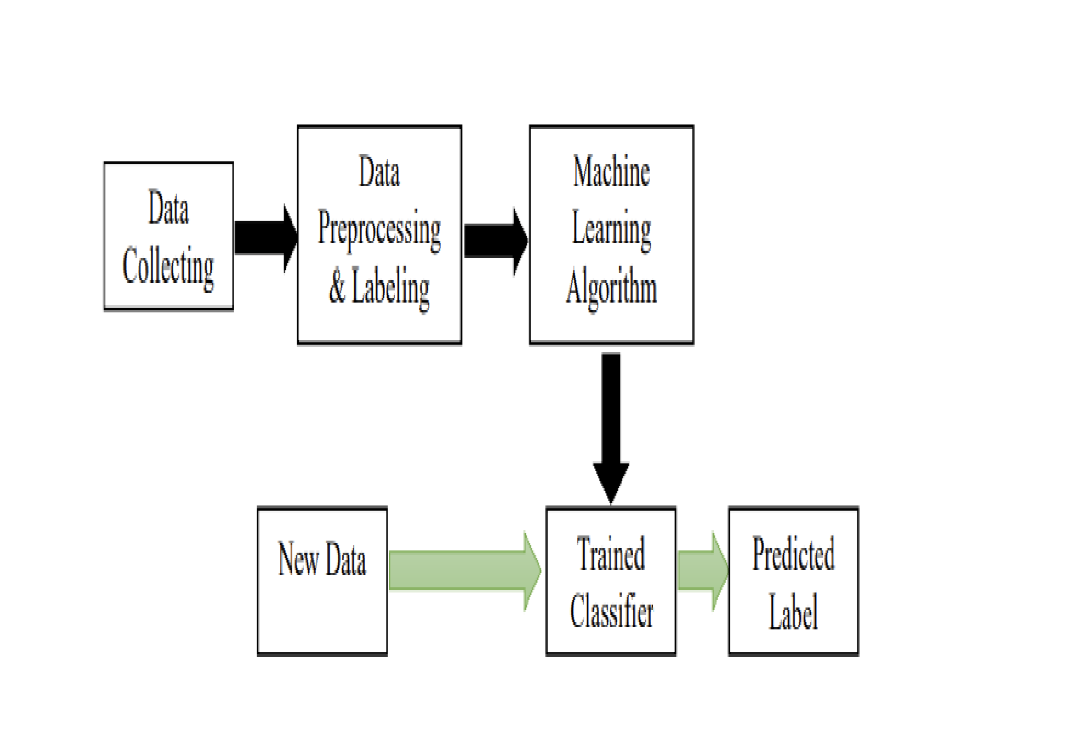 Data
Collecting
Data
Preprocessing
& Labeling
Machine
Learning
Algorithm
New Data
Trained
Classifier
Predicted
Label